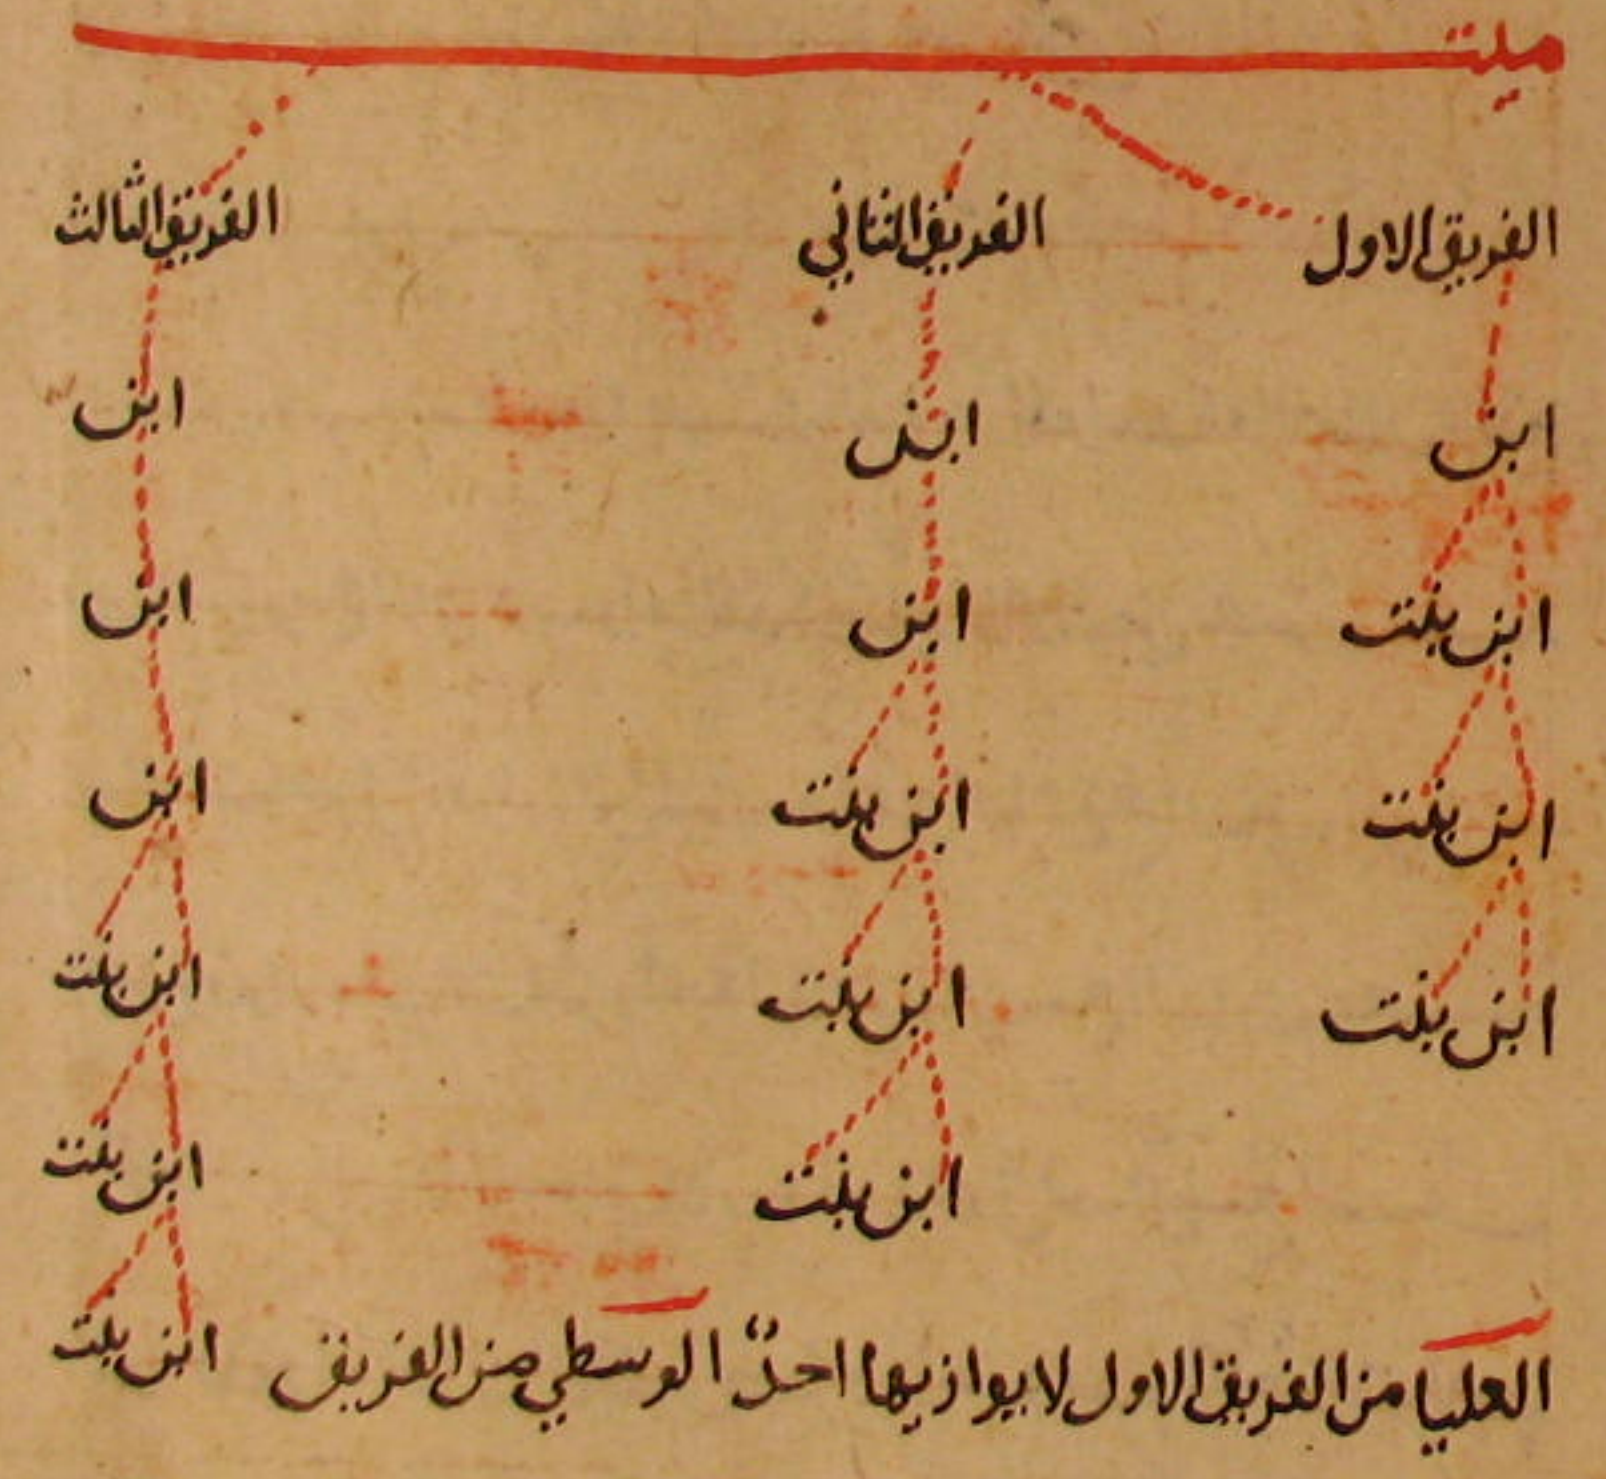 ميت
الفريق الاول الفريق الثاني الفريق الثالث
ابن ابن ابن
ابن بنت ابن ابن
ابن بنت ابن بنت ابن
ابن بنت ابن بنت ابن بنت
ابن بنت ابن بنت
ابن بنت
العليا من الفريق الاول لا يوازيها احدٌ الوسطي من الفريق